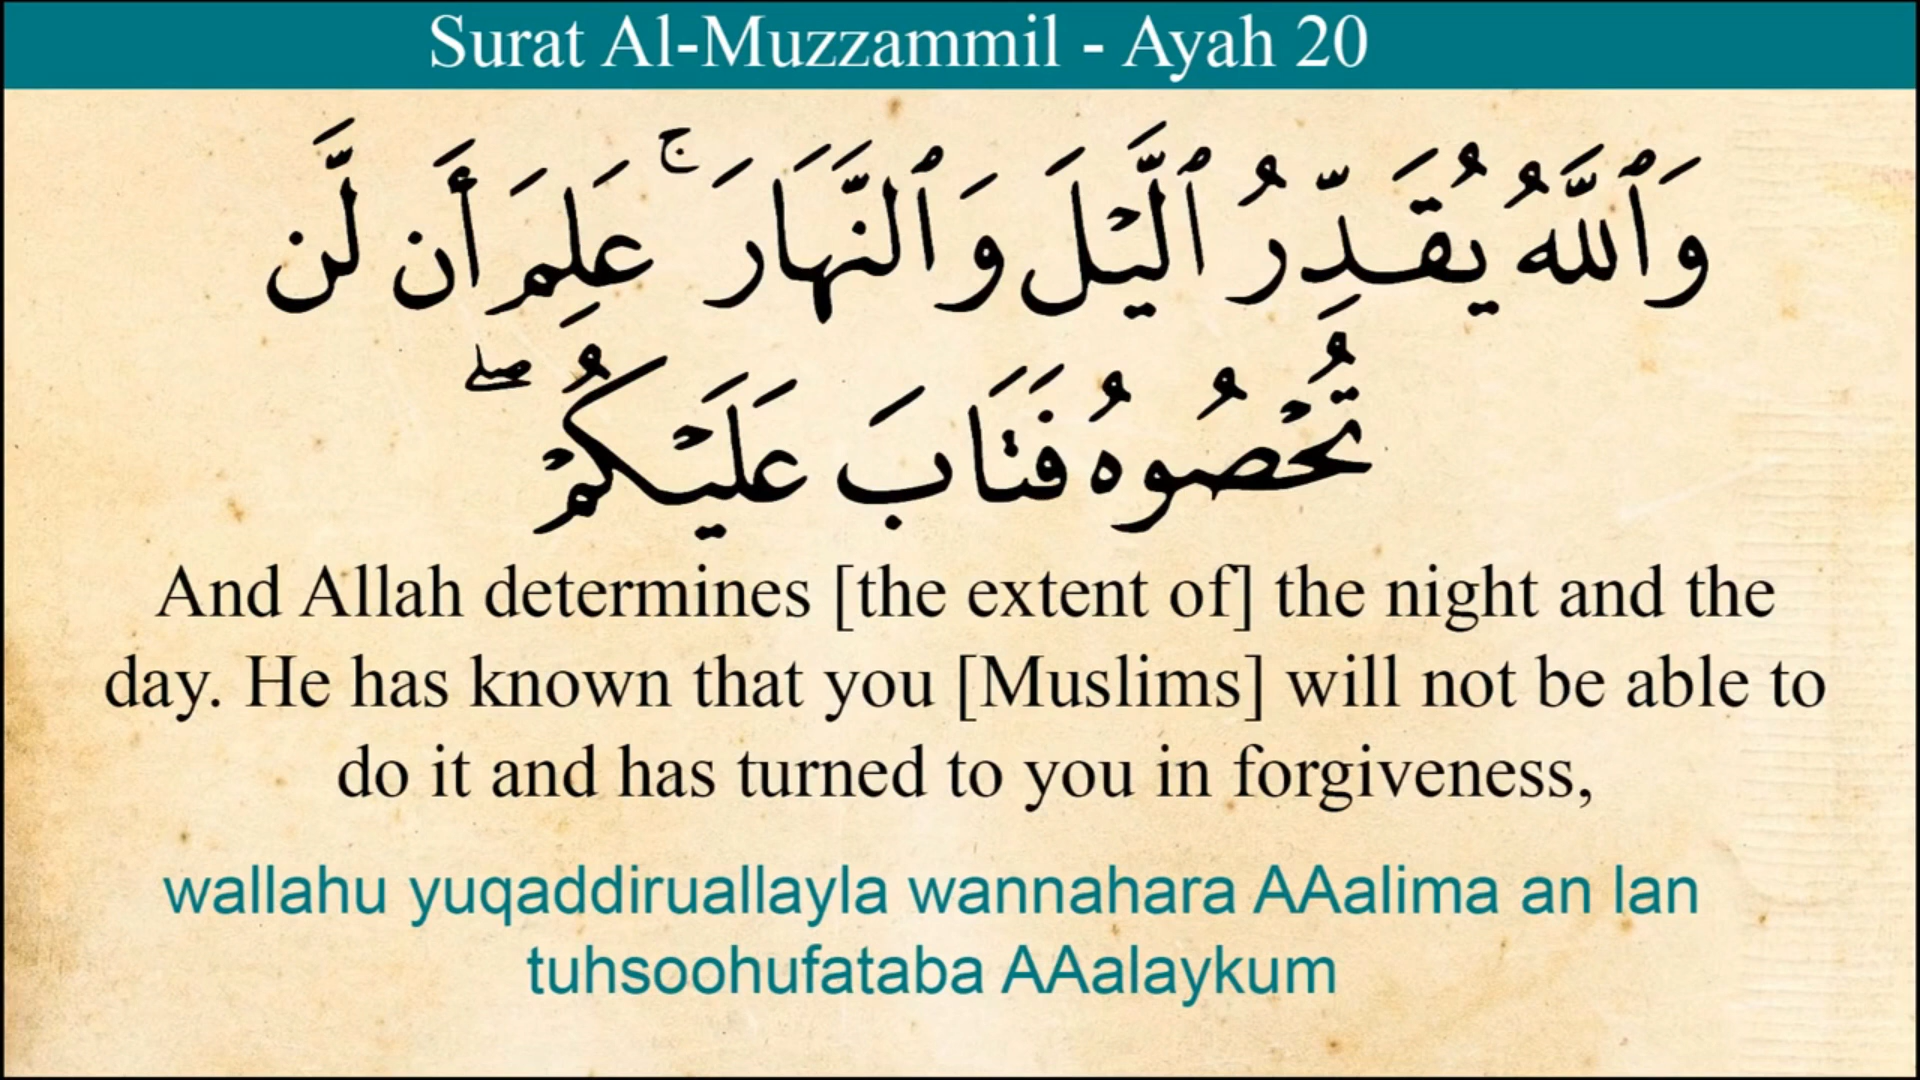 Surat Al-Muzzammil - Ayah 20
وَٱللَّهُ يُقَدِّرُ ٱلَّيْلَ وَٱلنَّهَارَ ۚ عَلِمَ أَن لَّن
تُحْصُوهُ فَتَابَ عَلَيْكُمْ ۖ
And Allah determines [the extent of] the night and the
day. He has known that you [Muslims] will not be able to
do it and has turned to you in forgiveness,
wallahu yuqaddiruallayla wannahara AAalima an lan
tuhsoohufataba AAalaykum